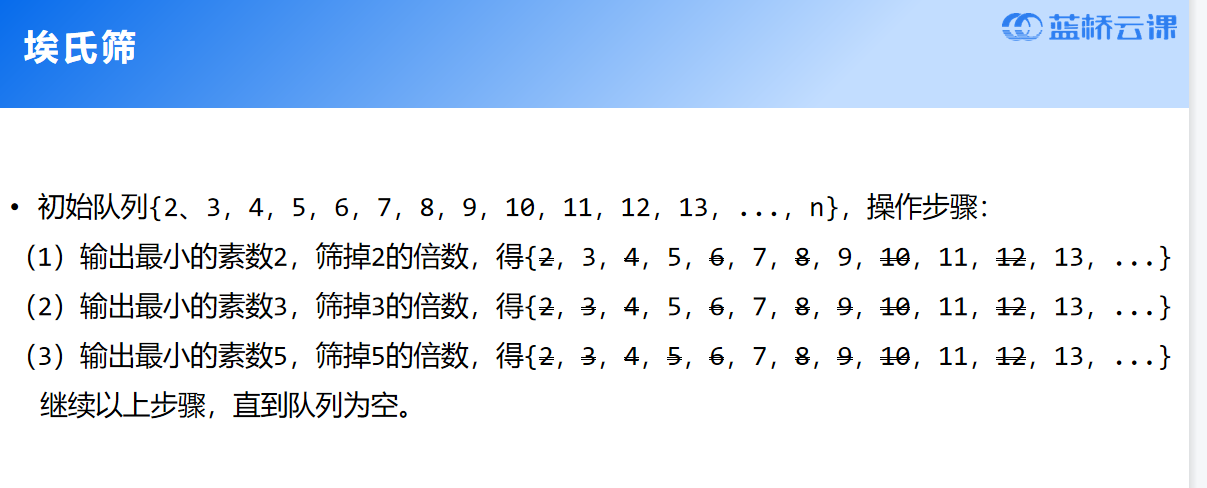 埃氏筛
蓝桥云课
• 初始队列{2、3, 4, 5, 6, 7, 8, 9, 10, 11, 12, 13, ..., n}，操作步骤：
（1）输出最小的素数2，筛掉2的倍数，得{2, 3, 4, 5, 6, 7, 8, 9, 10, 11, 12, 13, ...}
（2）输出最小的素数3，筛掉3的倍数，得{2, 3, 4, 5, 6, 7, 8, 9, 10, 11, 12, 13, ...}
（3）输出最小的素数5，筛掉5的倍数，得{2, 3, 4, 5, 6, 7, 8, 9, 10, 11, 12, 13, ...}
继续以上步骤，直到队列为空。